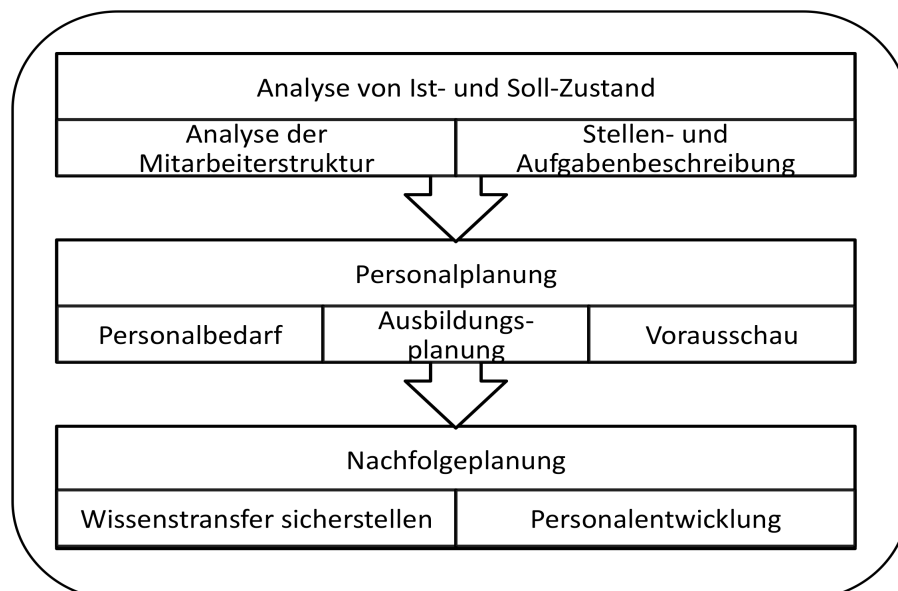 Analyse von Ist- und Soll-Zustand
Analyse der
Mitarbeiterstruktur
Stellen- und
Aufgabenbeschreibung
Personalplanung
Personalbedarf
Ausbildungs-
planung
Vorausschau
Nachfolgeplanung
Wissenstransfer sicherstellen
Personalentwicklung